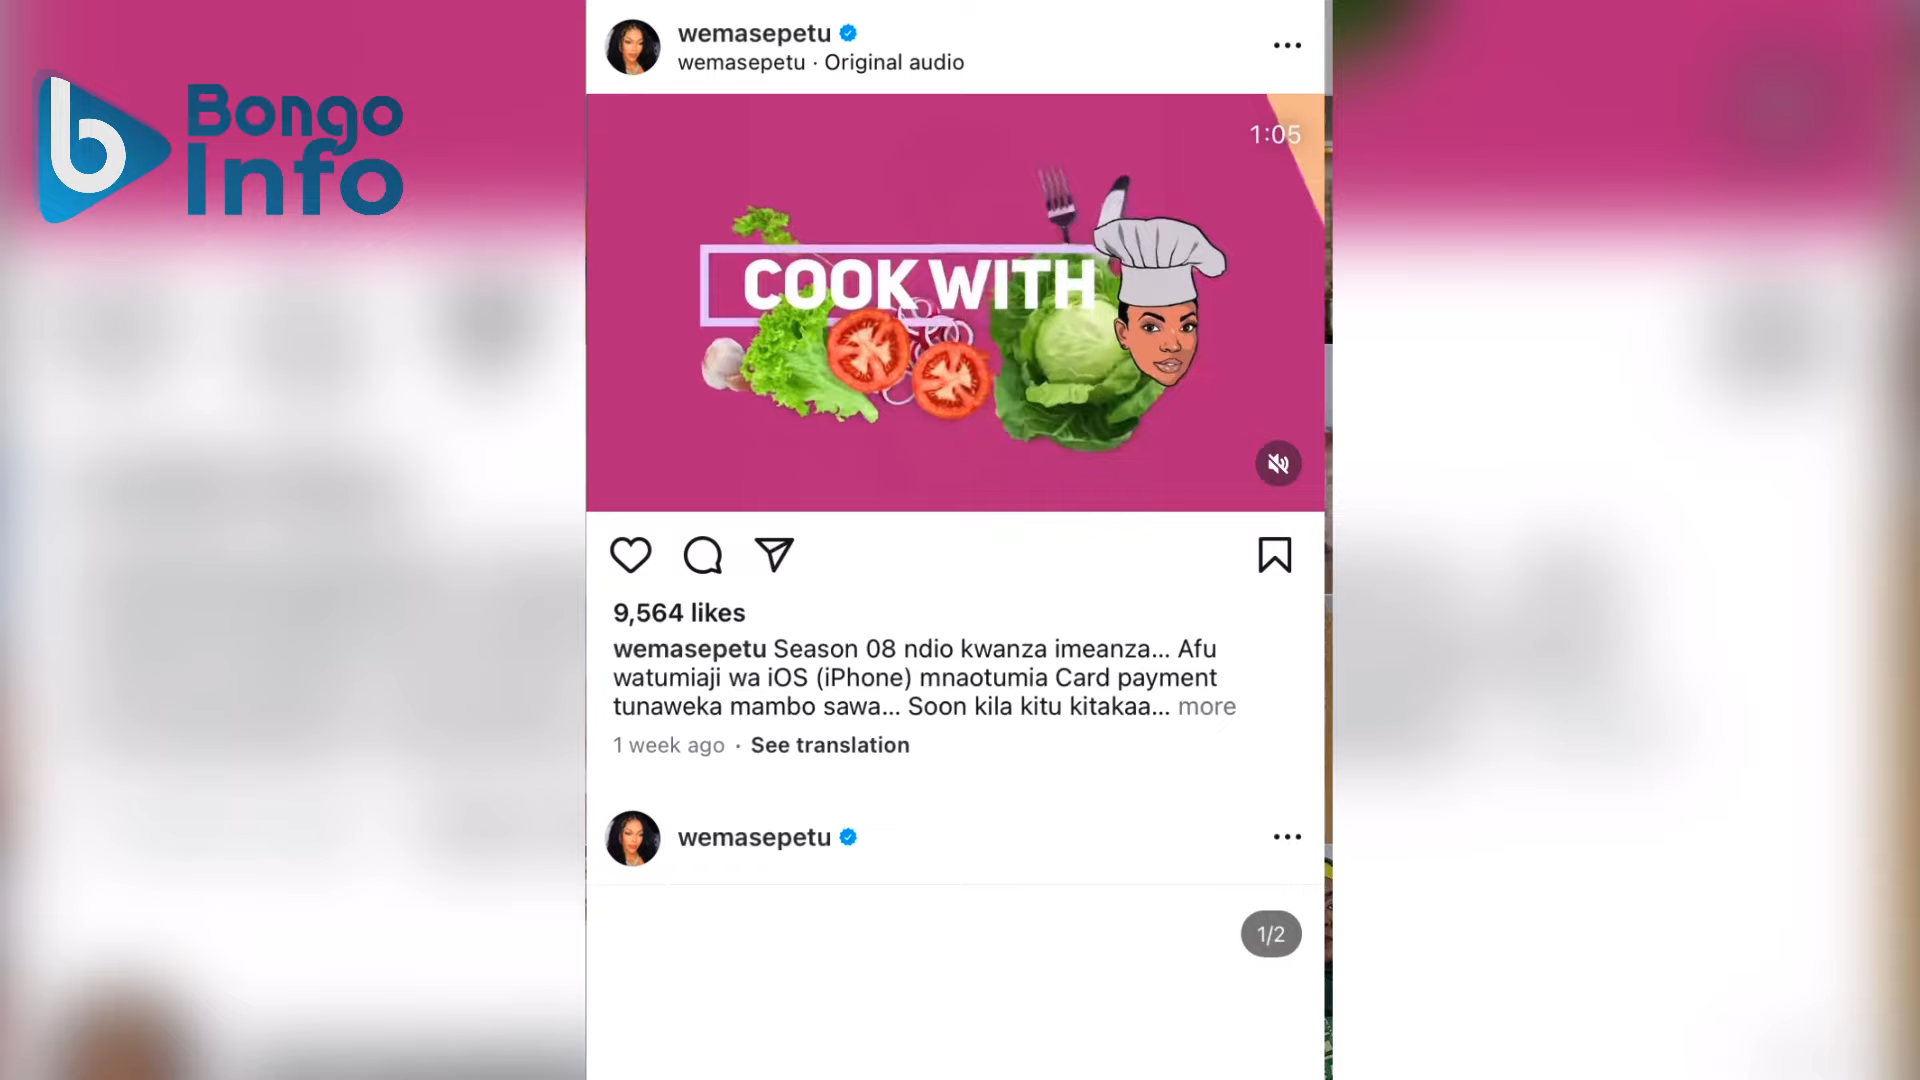 Bongo
Info
wemasepetu
wemasepetu · Original audio
1:05
COOK WITH
9,564 likes
wemasepetu Season 08 ndio kwanza imeanza... Afu
watumiaji wa iOS (iPhone) mnaotumia Card payment
tunaweka mambo sawa... Soon kila kitu kitakaa... more
1 week ago · See translation
wemasepetu
1/2